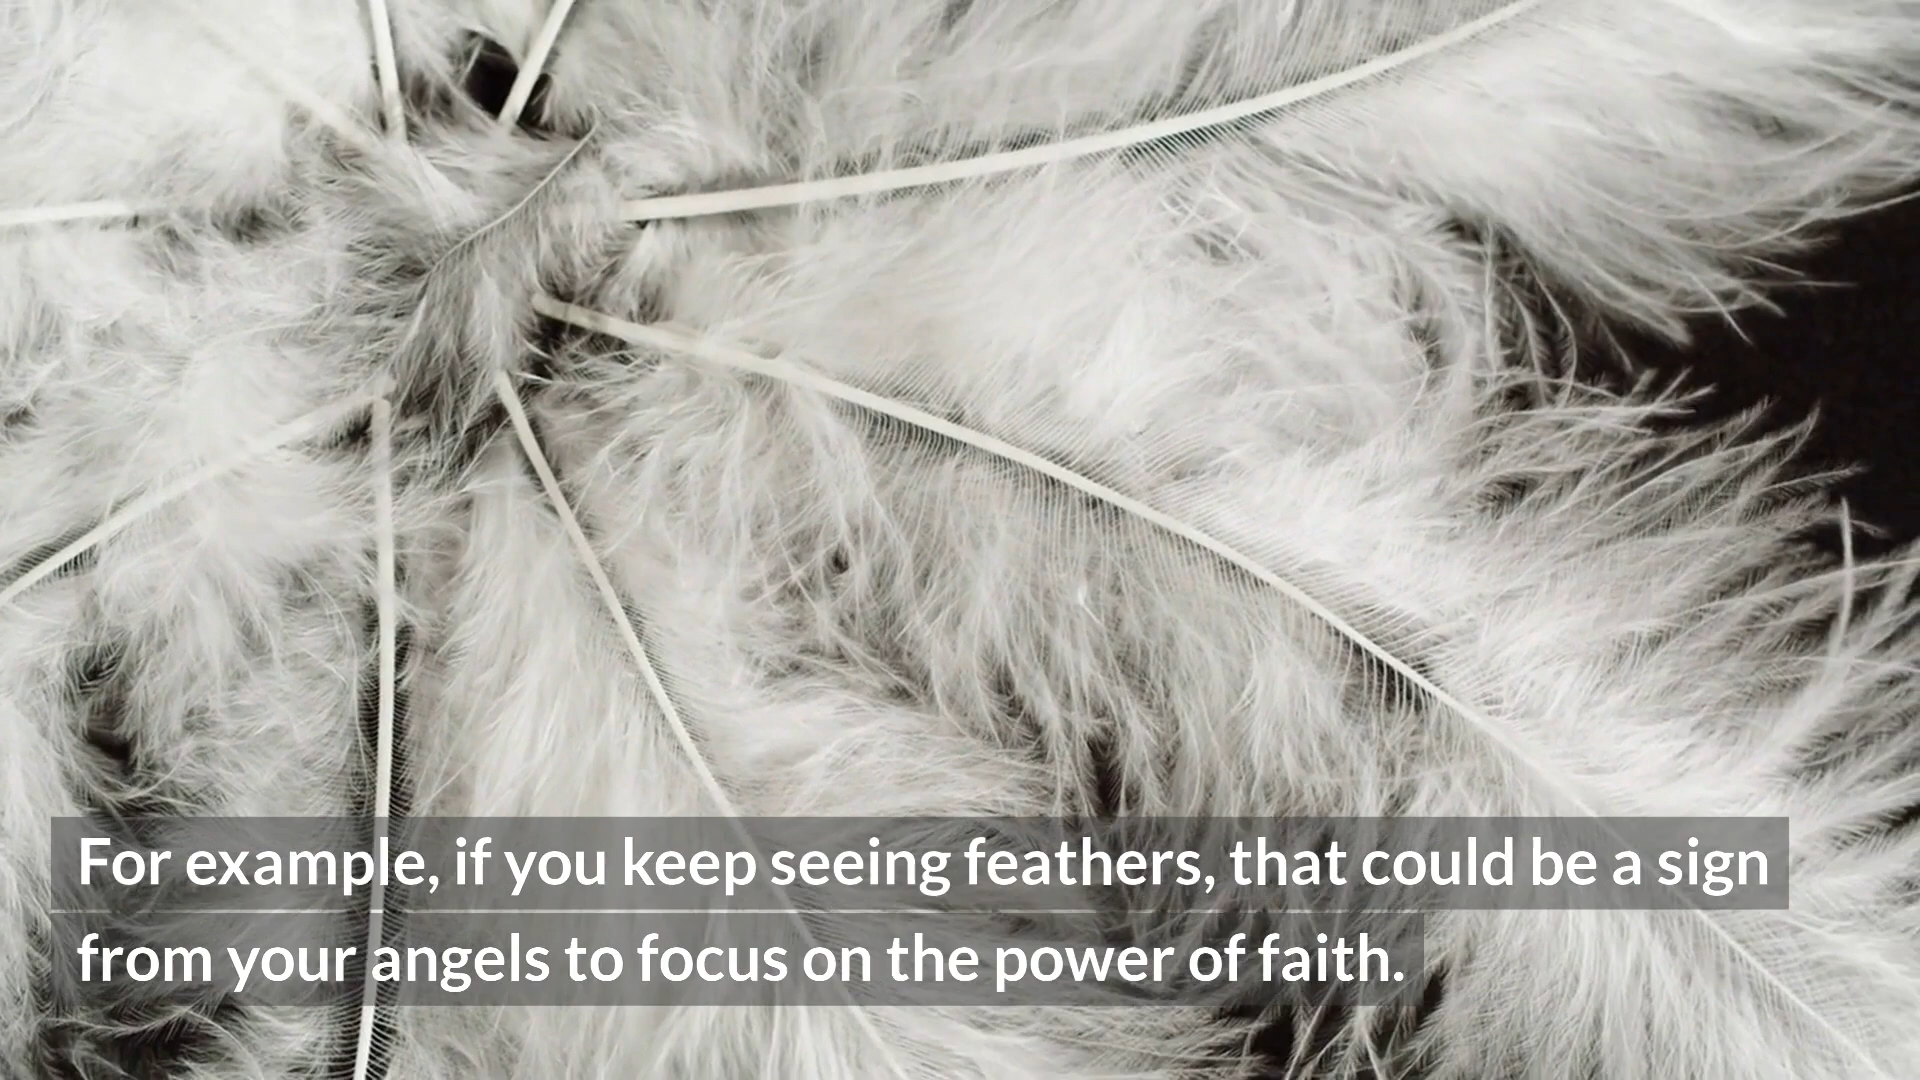 For example, if you keep seeing feathers, that could be a sign
from your angels to focus on the power of faith.